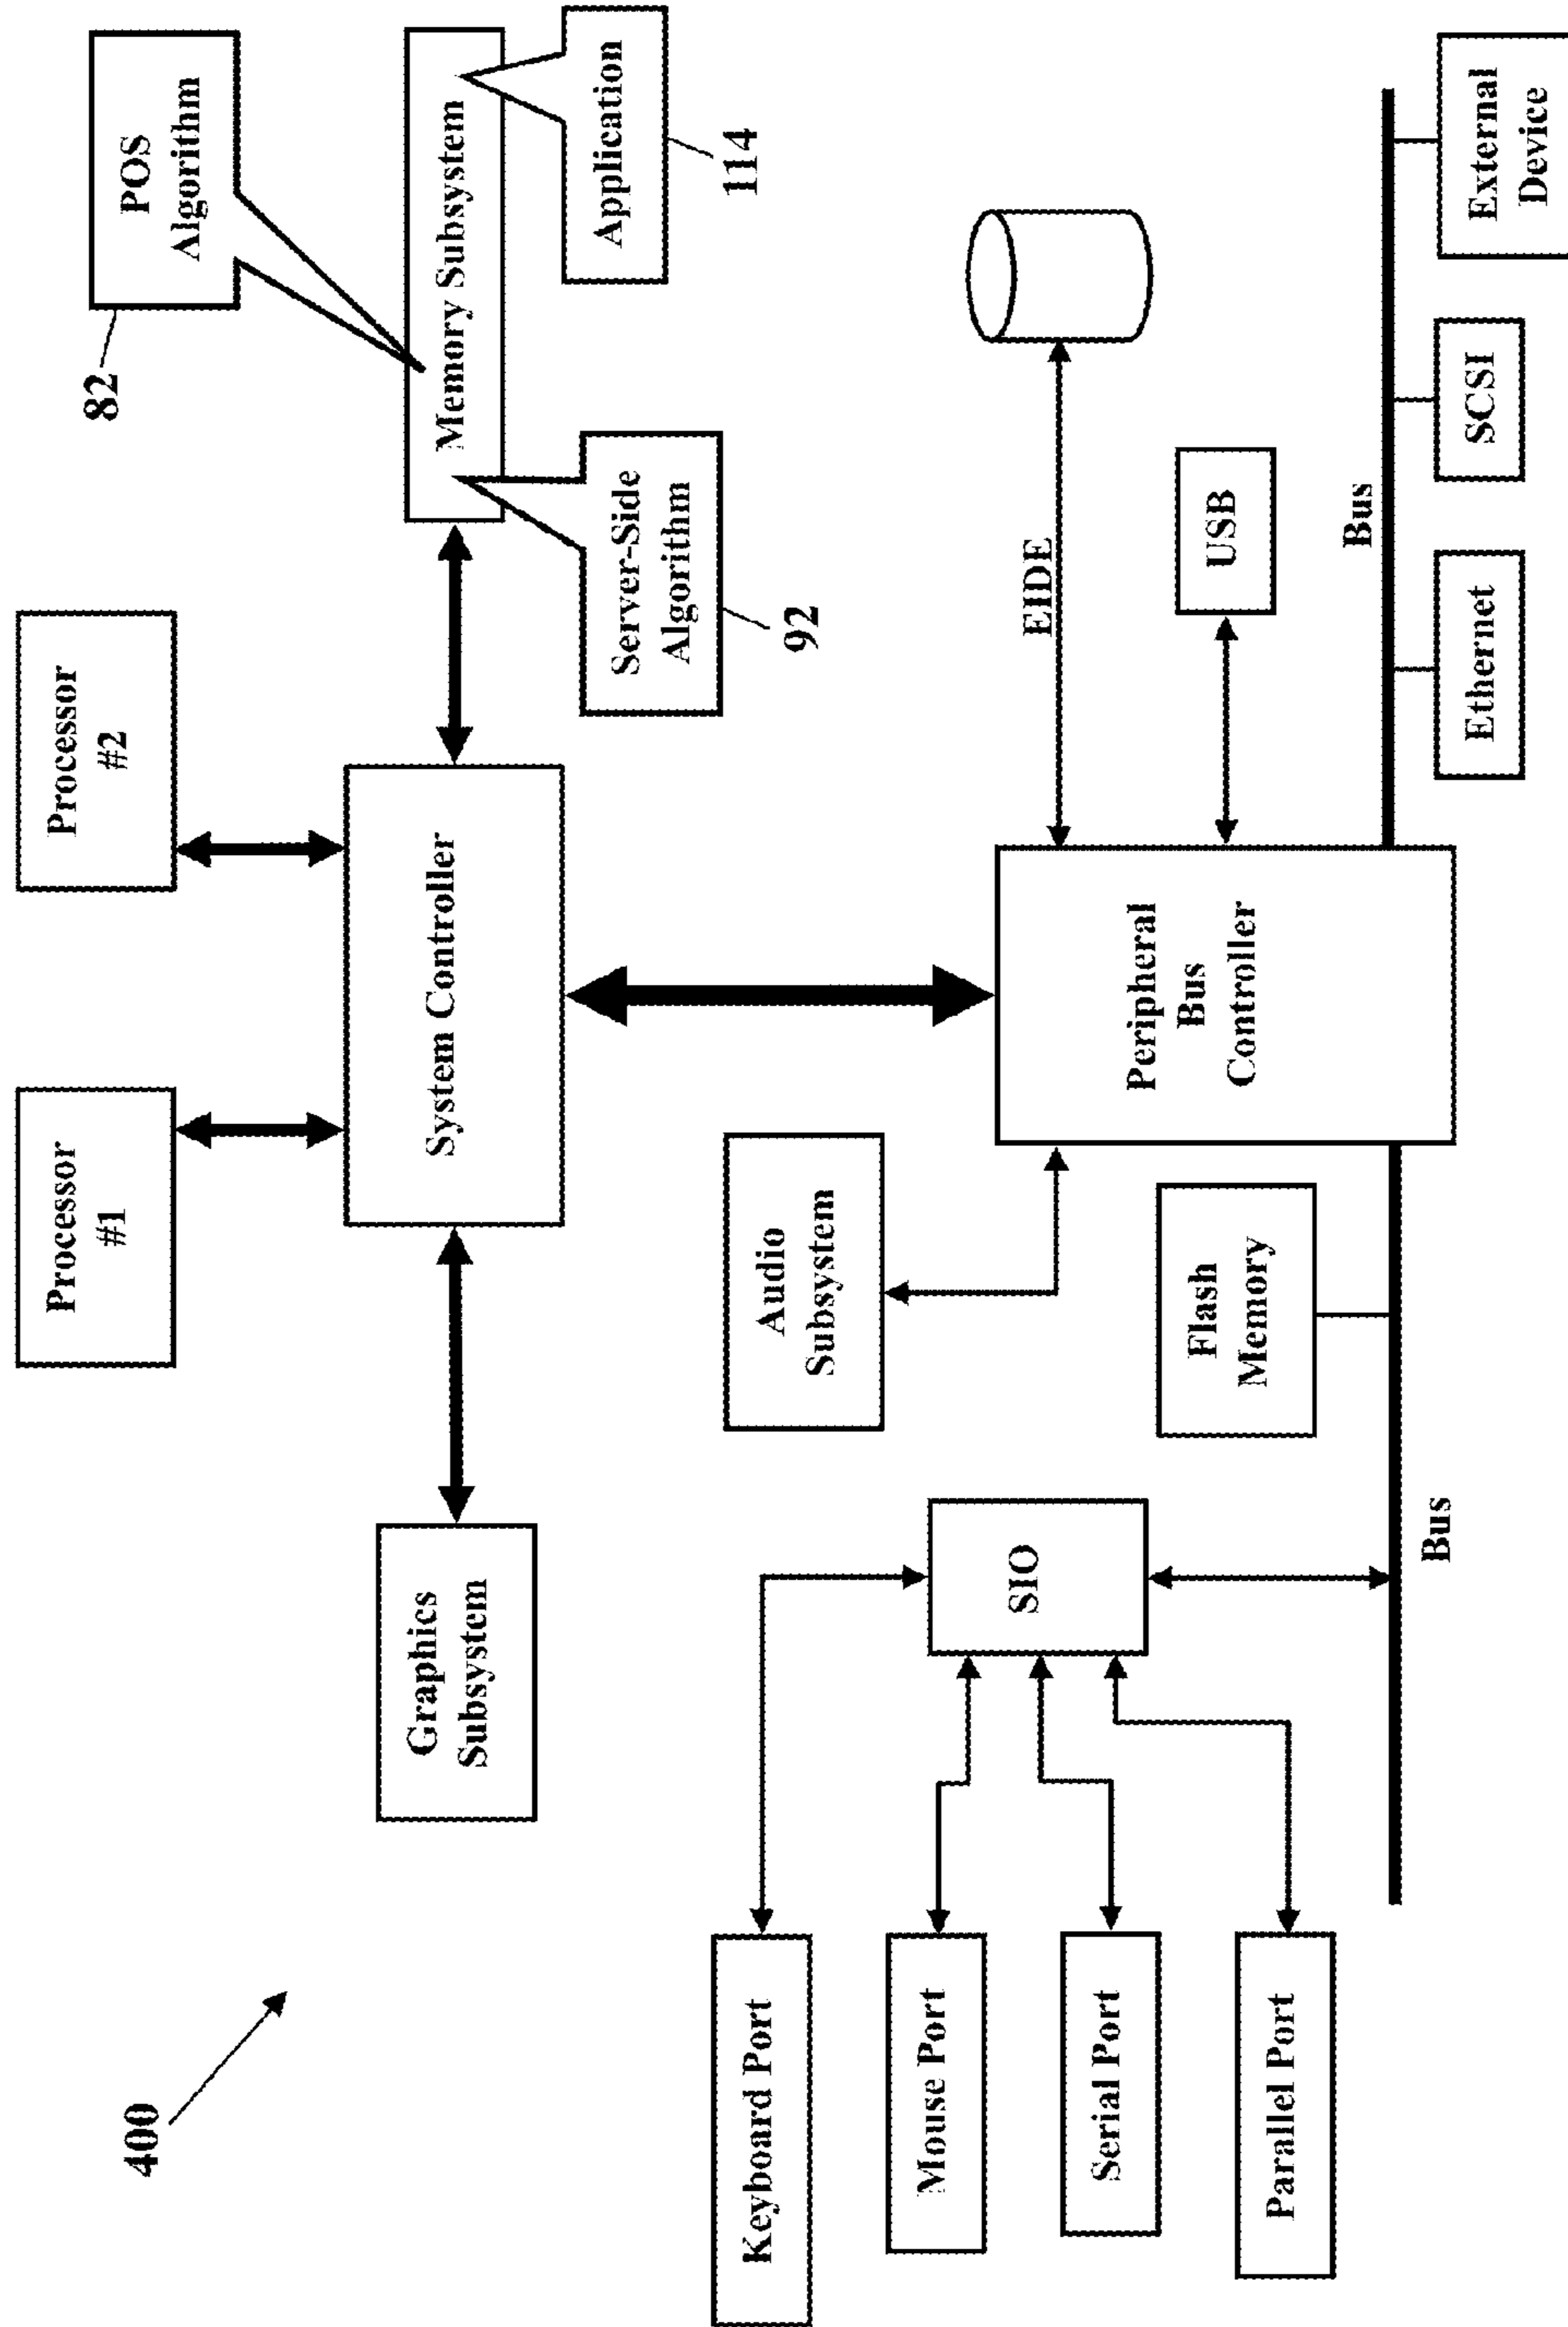 400
Processor
#1
Processor
#2
POS
Algorithm
82
Graphics
Subsystem
System Controller
Memory Subsystem
Server-Side
Algorithm
92
Application
114
Keyboard Port
Mouse Port
Serial Port
Parallel Port
SIO
Audio
Subsystem
Flash
Memory
Peripheral
Bus
Controller
EIDE
USB
Bus
Bus
Ethernet
SCSI
External
Device